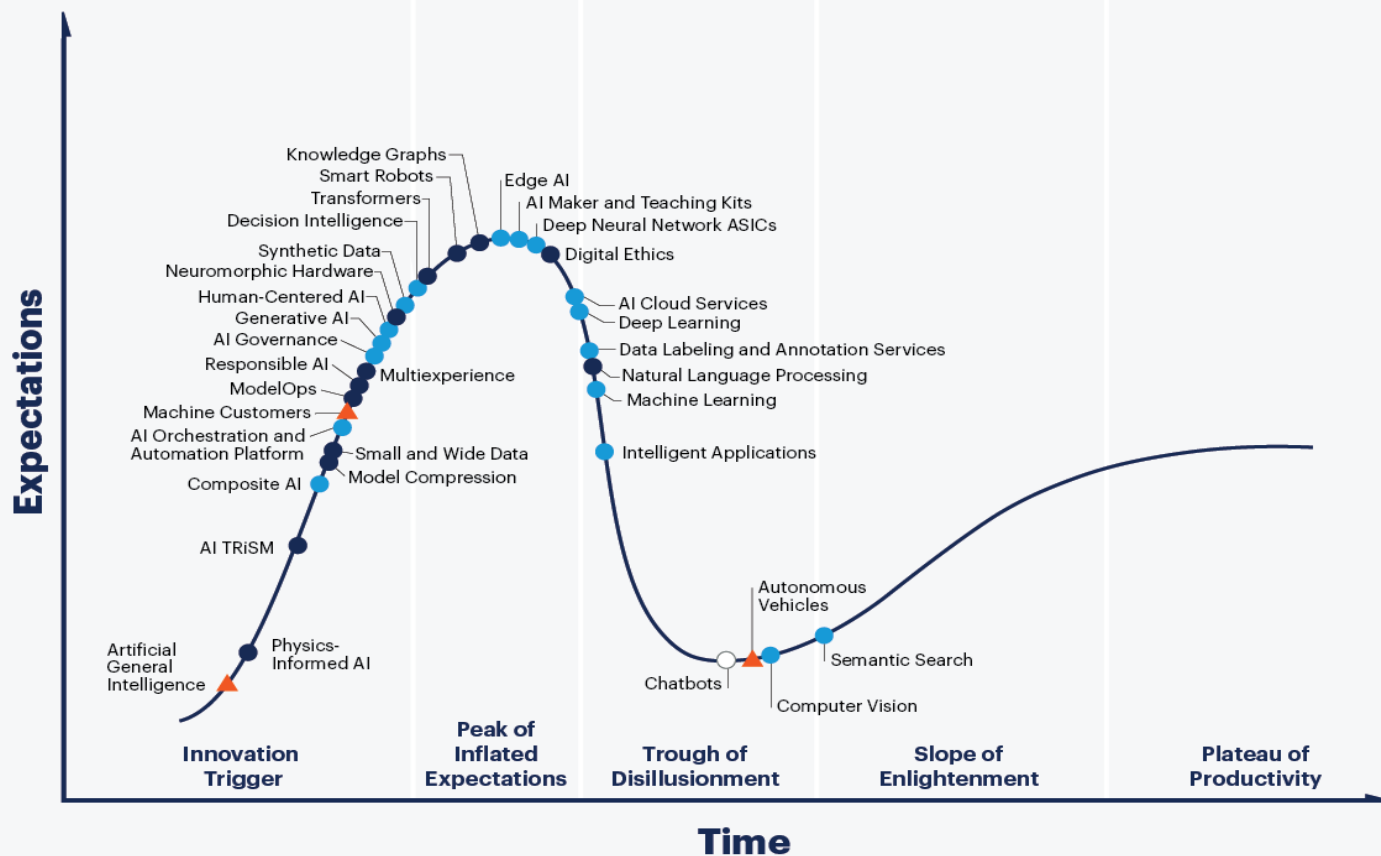 Knowledge Graphs
Smart Robots
Transformers
Decision Intelligence
Synthetic Data
Neuromorphic Hardware
Human-Centered AI
Generative AI
AI Governance
Responsible AI
Multiexperience
ModelOps
Machine Customers
AI Orchestration and
Automation Platform
Small and Wide Data
Model Compression
Composite AI
AI TRiSM
Physics-
Informed AI
Artificial
General
Intelligence
Edge AI
AI Maker and Teaching Kits
Deep Neural Network ASICs
Digital Ethics
AI Cloud Services
Deep Learning
Data Labeling and Annotation Services
Natural Language Processing
Machine Learning
Intelligent Applications
Autonomous
Vehicles
Chatbots
Semantic Search
Computer Vision
Expectations
Innovation
Trigger
Peak of
Inflated
Expectations
Trough of
Disillusionment
Slope of
Enlightenment
Plateau of
Productivity
Time